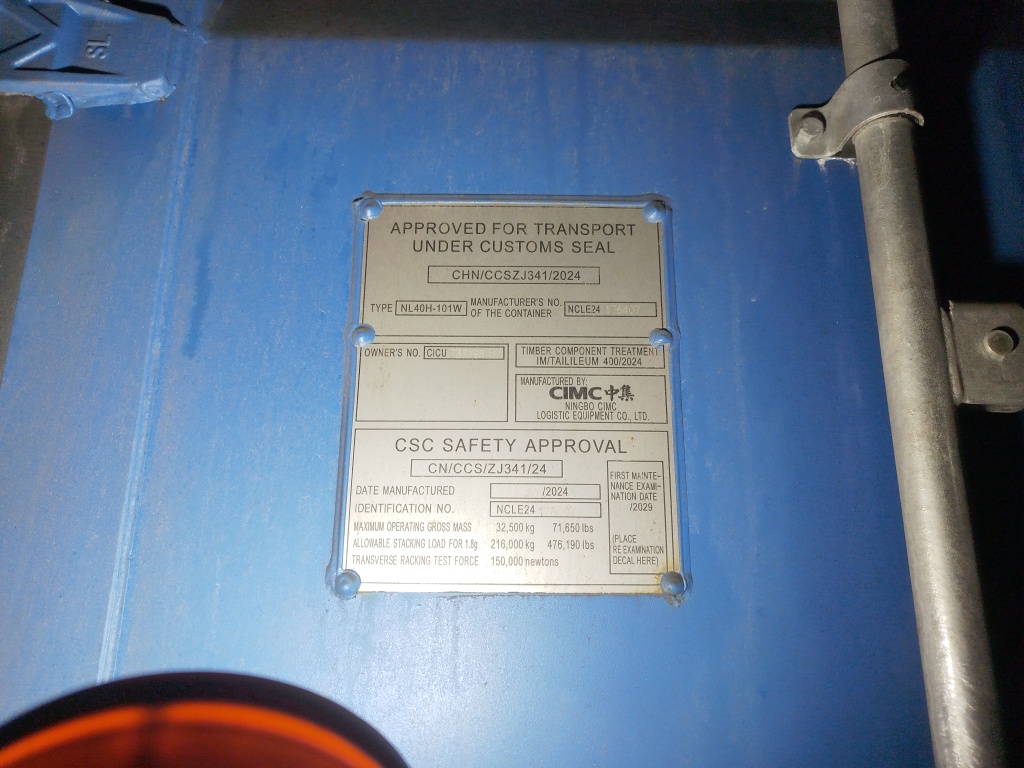 SL
APPROVED FOR TRANSPORT
UNDER CUSTOMS SEAL
CHN/CCSZJ341/2024
TYPE NL40H-101W MANUFACTURER'S NO. OF THE CONTAINER NCLE24
OWNER'S NO. CICU
TIMBER COMPONENT TREATMENT
IM/TAILILEUM 400/2024
MANUFACTURED BY:
CIMC中集
NINGBO CIMC
LOGISTIC EQUIPMENT CO., LTD.
CSC SAFETY APPROVAL
CN/CCS/ZJ341/24
DATE MANUFACTURED /2024
IDENTIFICATION NO. NCLE24
MAXIMUM OPERATING GROSS MASS 32,500 kg 71,650 lbs
ALLOWABLE STACKING LOAD FOR 1.8g 216,000 kg 476,190 lbs
TRANSVERSE RACKING TEST FORCE 150,000 newtons
FIRST MAINTE-
NANCE EXAMI-
NATION DATE
/2029
(PLACE
RE EXAMINATION
DECAL HERE)